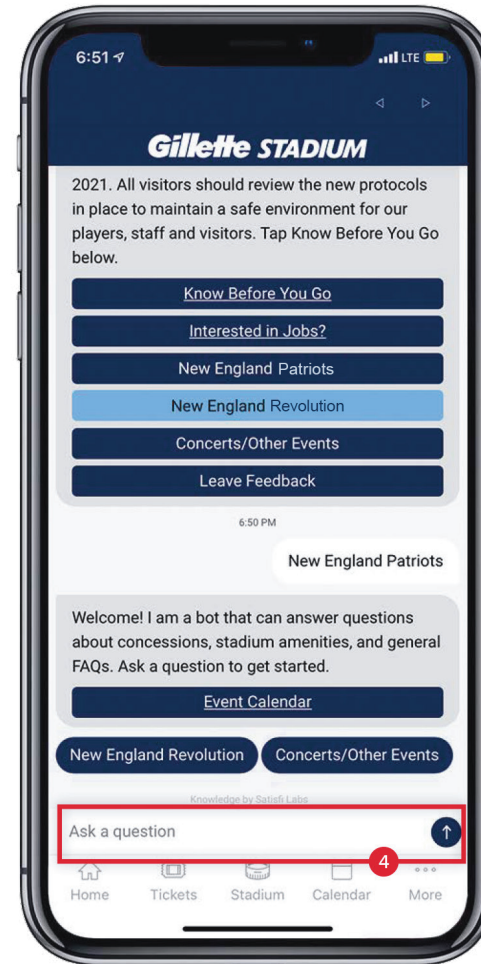 6:51
LTE
Gillette STADIUM
2021. All visitors should review the new protocols
in place to maintain a safe environment for our
players, staff and visitors. Tap Know Before You Go
below.
Know Before You Go
Interested in Jobs?
New England Patriots
New England Revolution
Concerts/Other Events
Leave Feedback
6:50 PM
New England Patriots
Welcome! I am a bot that can answer questions
about concessions, stadium amenities, and general
FAQs. Ask a question to get started.
Event Calendar
New England Revolution Concerts/Other Events
Knowledge by Satisfi Labs
Ask a question
4
Home Tickets Stadium Calendar More